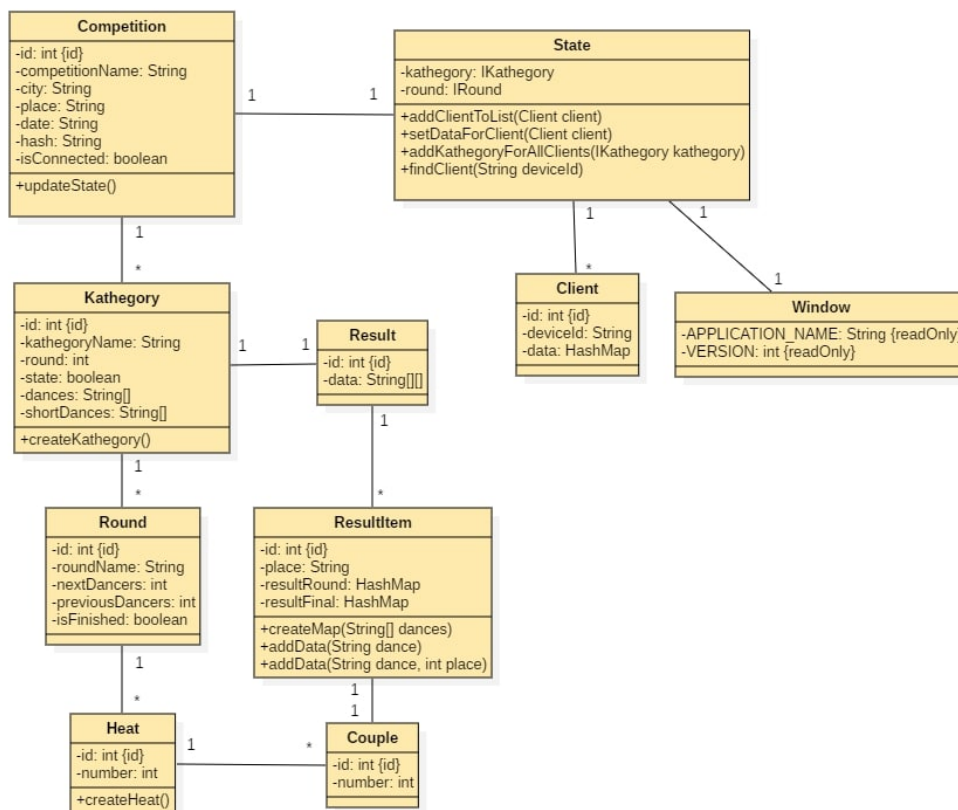 Competition
-id: int {id}
-competitionName: String
-city: String
-place: String
-date: String
-hash: String
-isConnected: boolean
+updateState()
1
1
State
-kathegory: IKathegory
-round: IRound
+addClientToList(Client client)
+setDataForClient(Client client)
+addKathegoryForAllClients(IKathegory kathegory)
+findClient(String deviceId)
1
*
1
*
1
1
Kathegory
-id: int {id}
-kathegoryName: String
-round: int
-state: boolean
-dances: String[]
-shortDances: String[]
+createKathegory()
1
1
Result
-id: int {id}
-data: String[][]
Client
-id: int {id}
-deviceId: String
-data: HashMap
Window
-APPLICATION_NAME: String {readOnly}
-VERSION: int {readOnly}
1
*
1
*
Round
-id: int {id}
-roundName: String
-nextDancers: int
-previousDancers: int
-isFinished: boolean
ResultItem
-id: int {id}
-place: String
-resultRound: HashMap
-resultFinal: HashMap
+createMap(String[] dances)
+addData(String dance)
+addData(String dance, int place)
1
*
1
1
Heat
-id: int {id}
-number: int
+createHeat()
1
*
Couple
-id: int {id}
-number: int